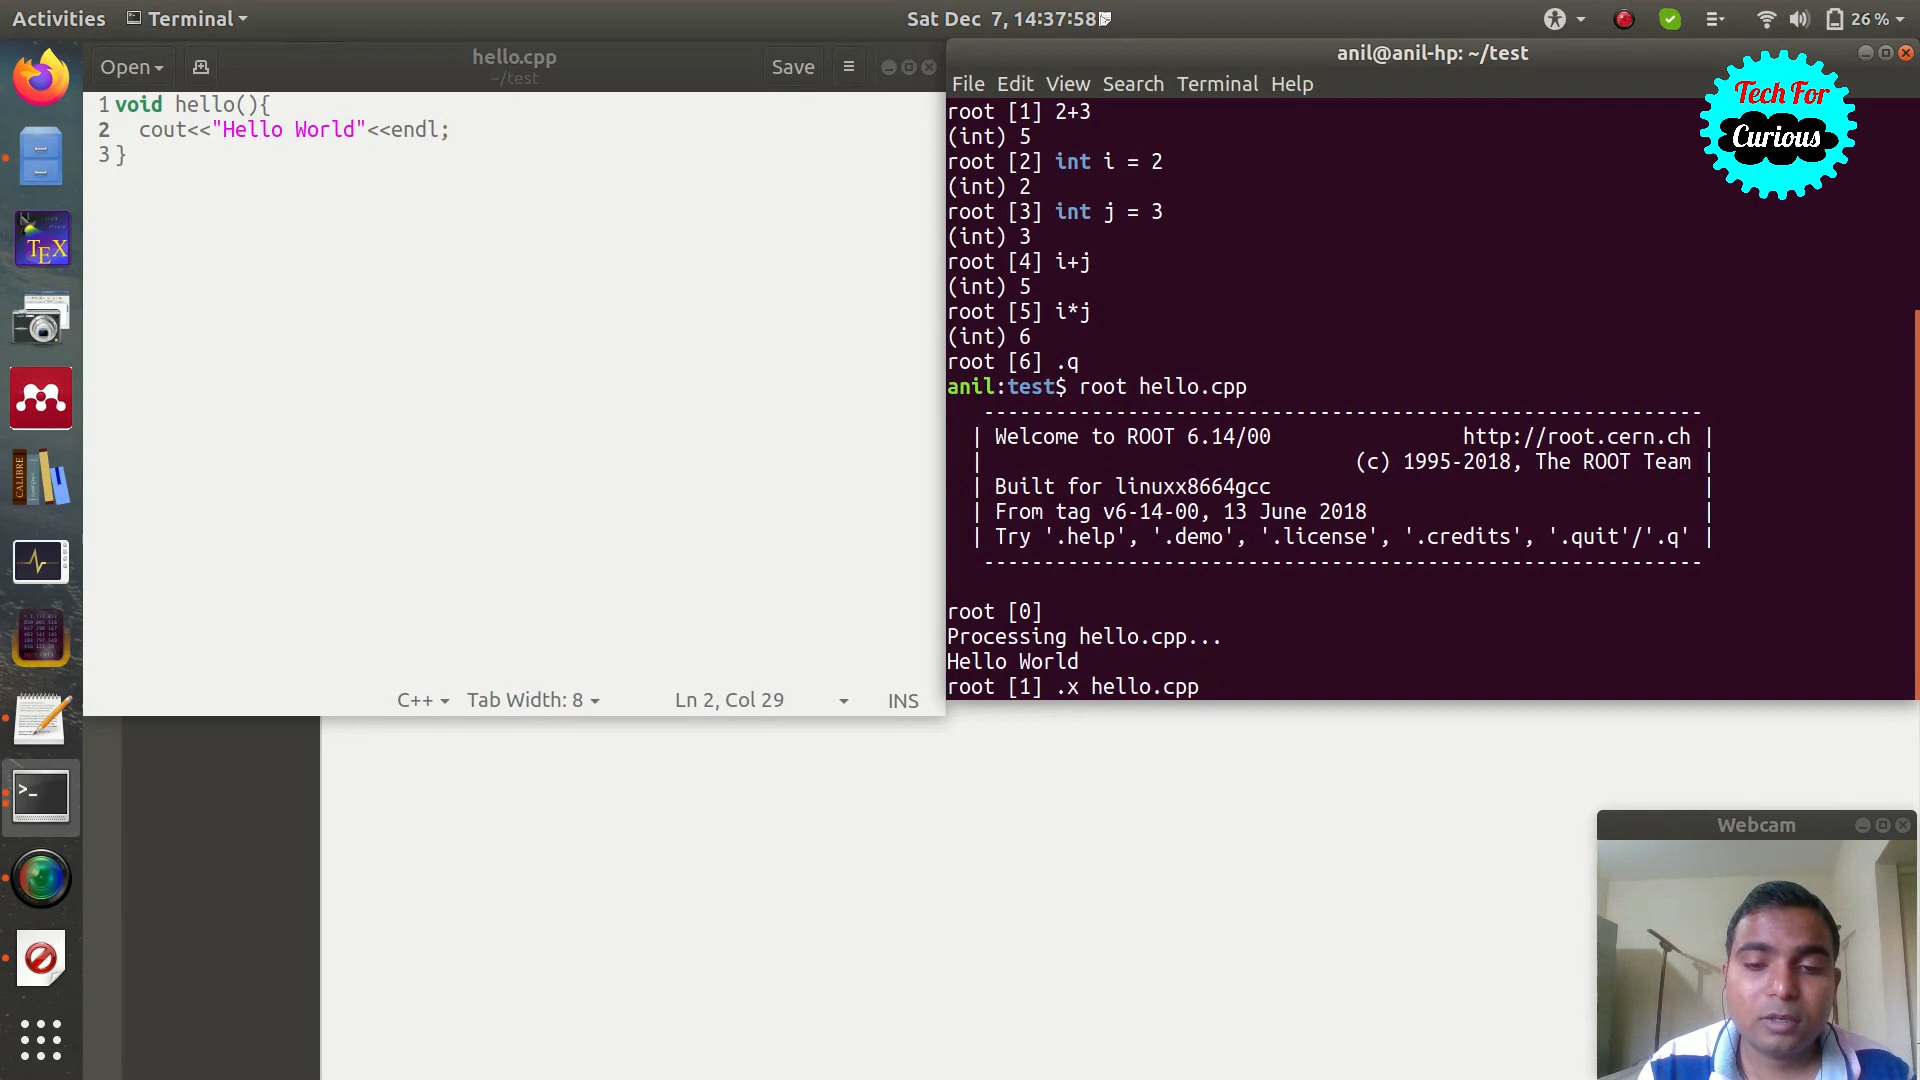 Activities
Terminal
Sat Dec 7, 14:37:58
26 %
Open
hello.cpp
~/test
Save
1 void hello(){
2   cout<<"Hello World"<<endl;
3 }
C++
Tab Width: 8
Ln 2, Col 29
INS
anil@anil-hp: ~/test
File Edit View Search Terminal Help
root [1] 2+3
(int) 5
root [2] int i = 2
(int) 2
root [3] int j = 3
(int) 3
root [4] i+j
(int) 5
root [5] i*j
(int) 6
root [6] .q
anil:test$ root hello.cpp
------------------------------------------------------------
| Welcome to ROOT 6.14/00                http://root.cern.ch |
|                               (c) 1995-2018, The ROOT Team |
| Built for linuxx8664gcc                                    |
| From tag v6-14-00, 13 June 2018                            |
| Try '.help', '.demo', '.license', '.credits', '.quit'/'.q' |
------------------------------------------------------------
root [0]
Processing hello.cpp...
Hello World
root [1] .x hello.cpp
Tech For
Curious
TEX
CALIBRE
>_
Webcam